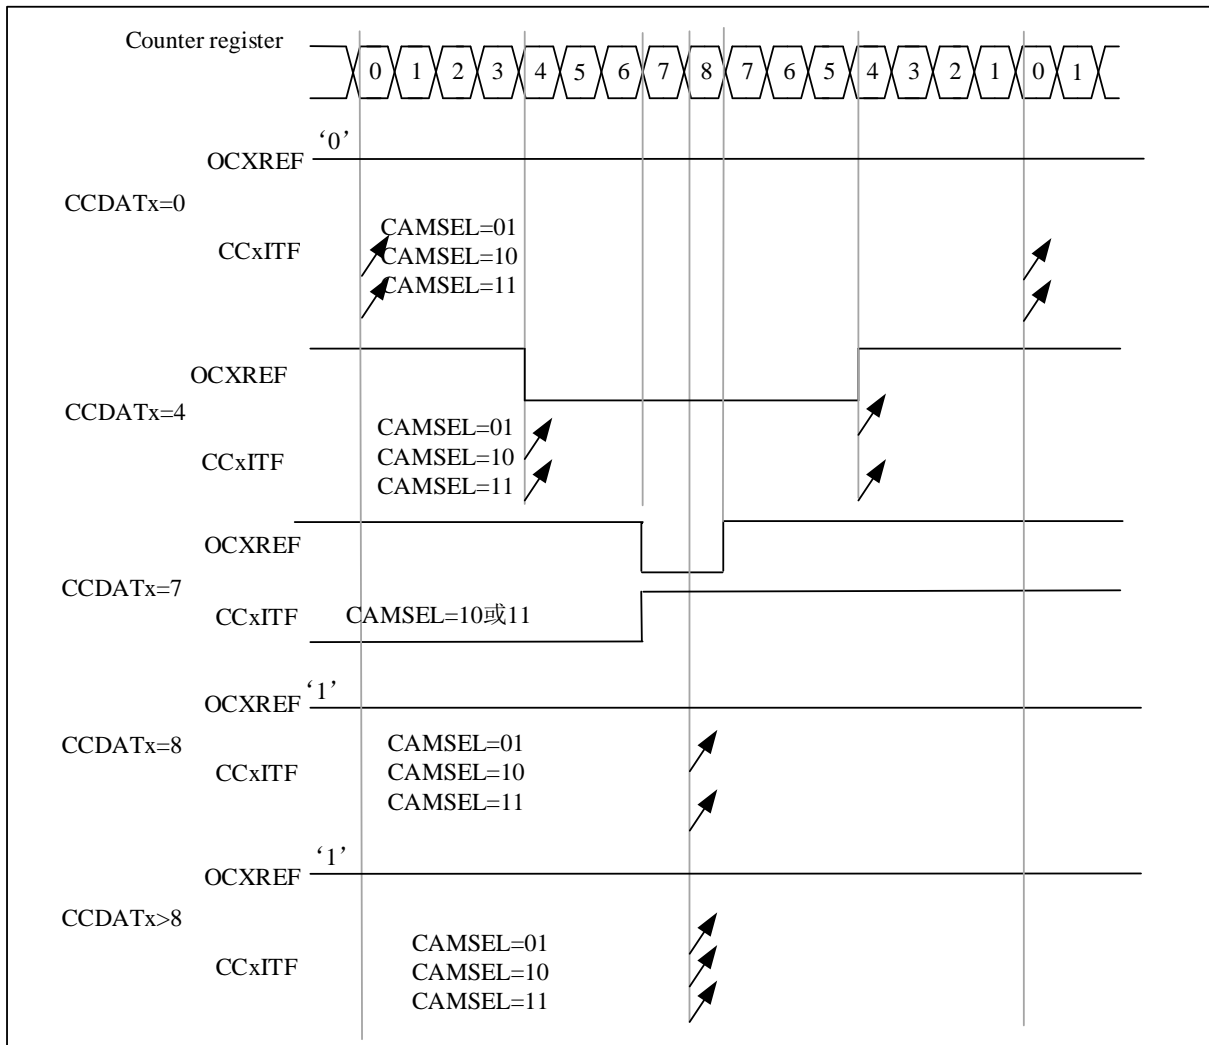 Counter register 0 1 2 3 4 5 6 7 8 7 6 5 4 3 2 1 0 1
‘0’
OCXREF
CCDATx=0
CAMSEL=01
CCxITF
CAMSEL=10
CAMSEL=11
OCXREF
CCDATx=4
CAMSEL=01
CCxITF
CAMSEL=10
CAMSEL=11
OCXREF
CCDATx=7
CCxITF CAMSEL=10或11
‘1’
OCXREF
CCDATx=8
CAMSEL=01
CCxITF
CAMSEL=10
CAMSEL=11
‘1’
OCXREF
CCDATx>8
CAMSEL=01
CCxITF
CAMSEL=10
CAMSEL=11